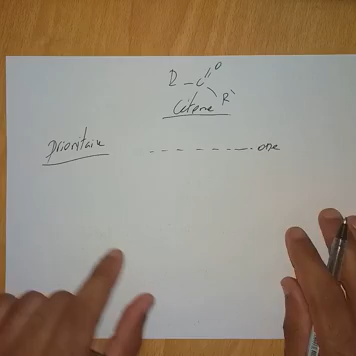 R - C // O \ R'
Cétone
Prioritaire - - - - - - - - one